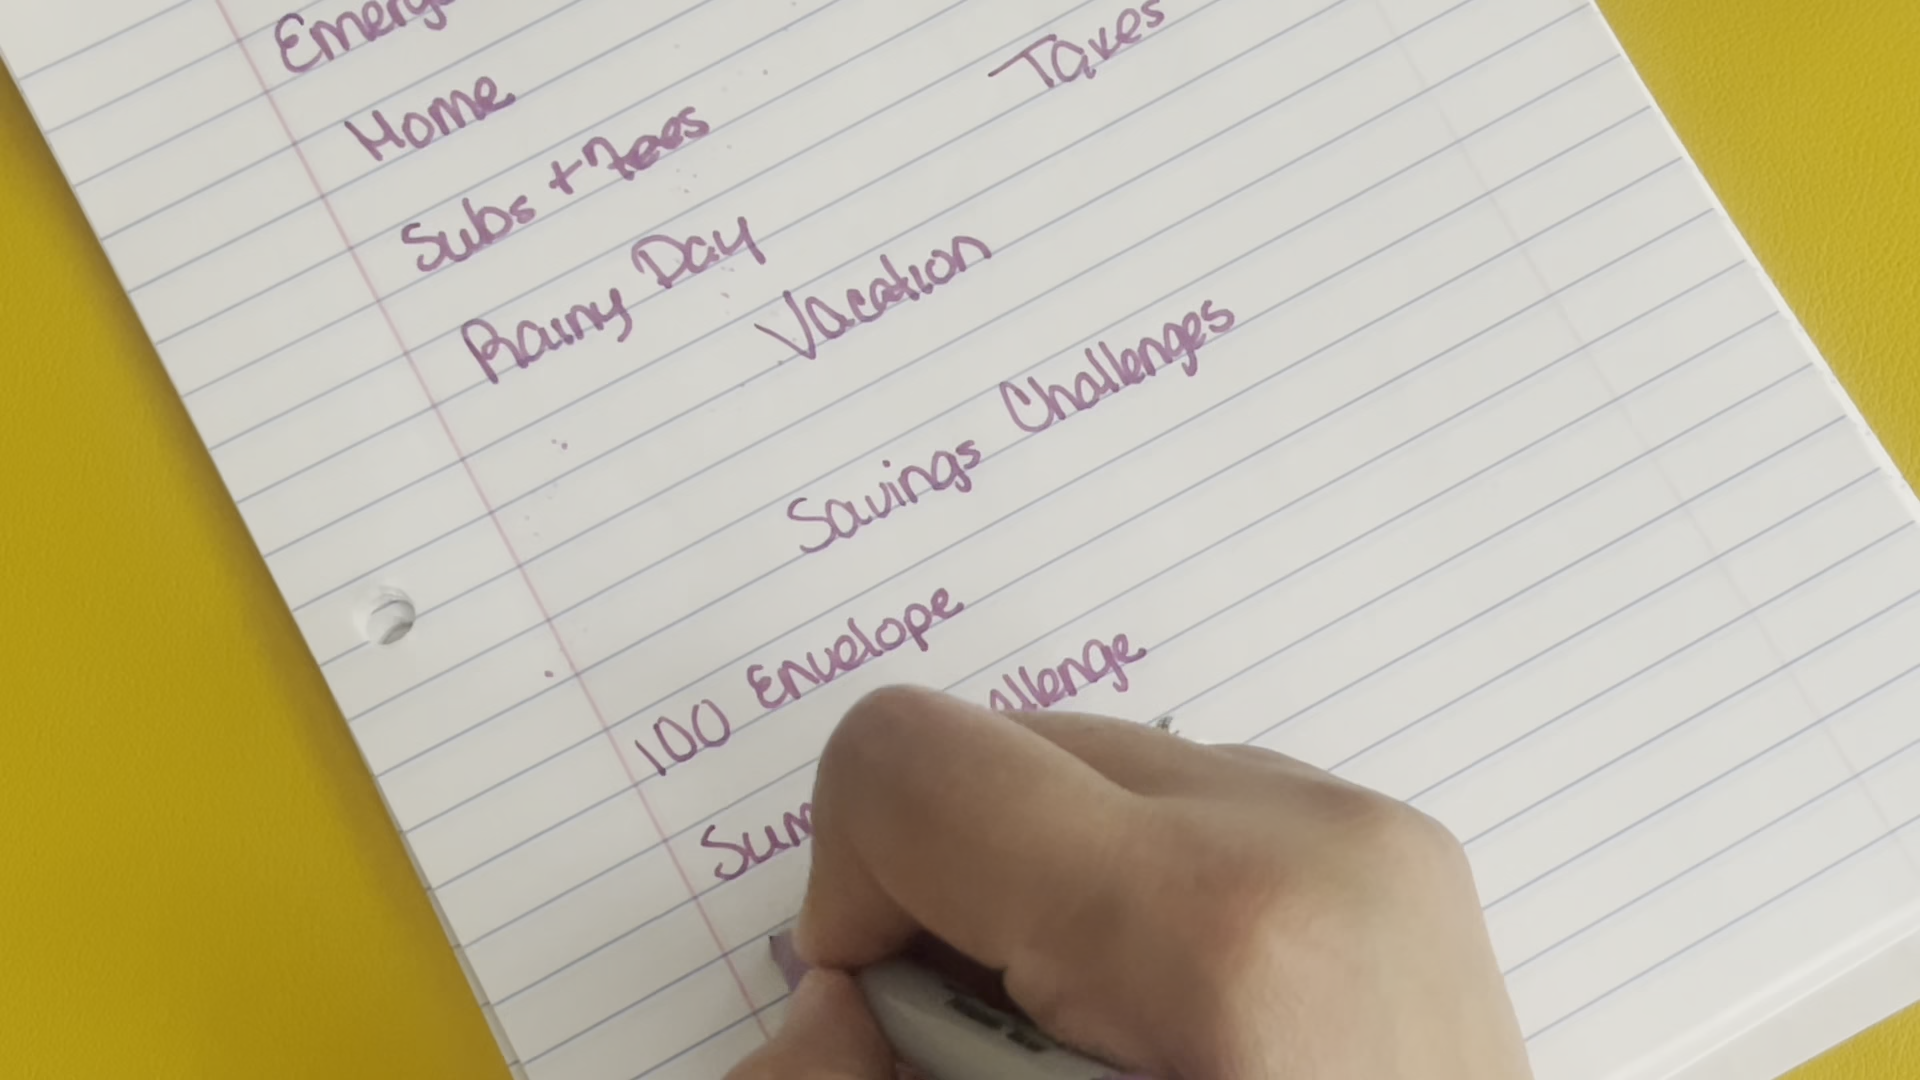 Home
Taxes
Subs + Fees
Rainy Day
Vacation
Savings Challenges
100 Envelope